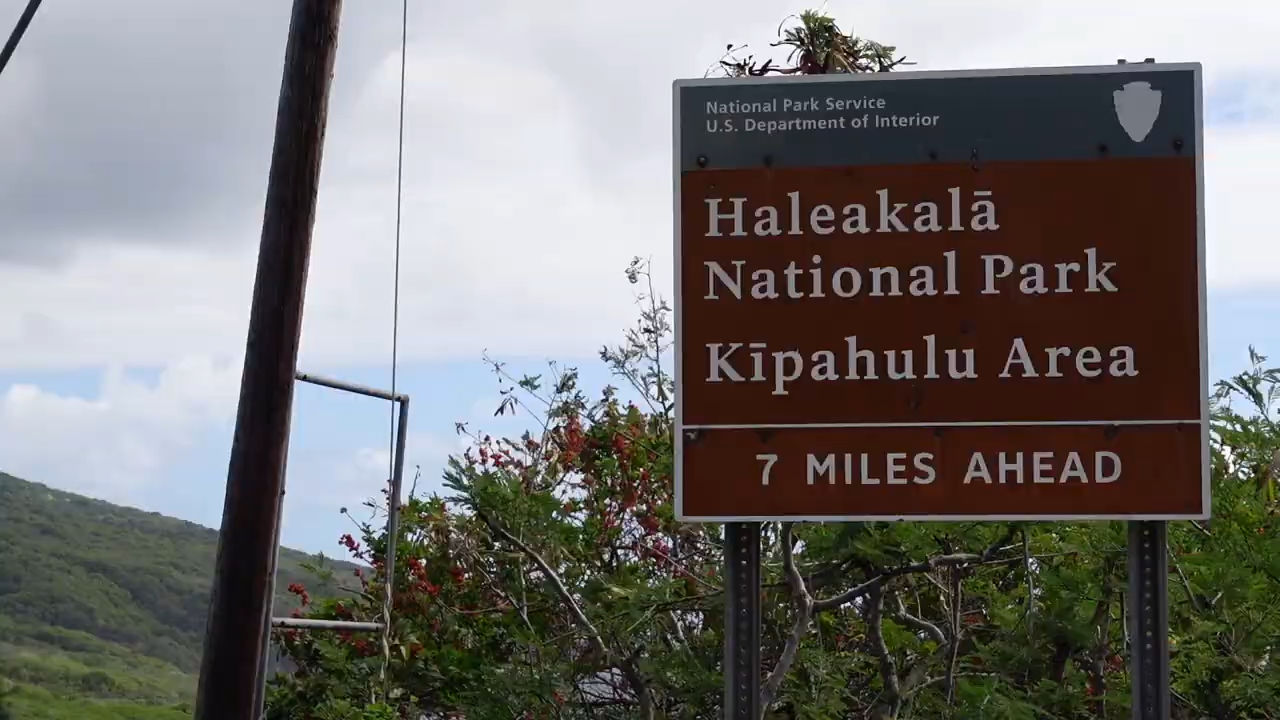 National Park Service
U.S. Department of Interior
Haleakalā
National Park
Kīpahulu Area
7 MILES AHEAD